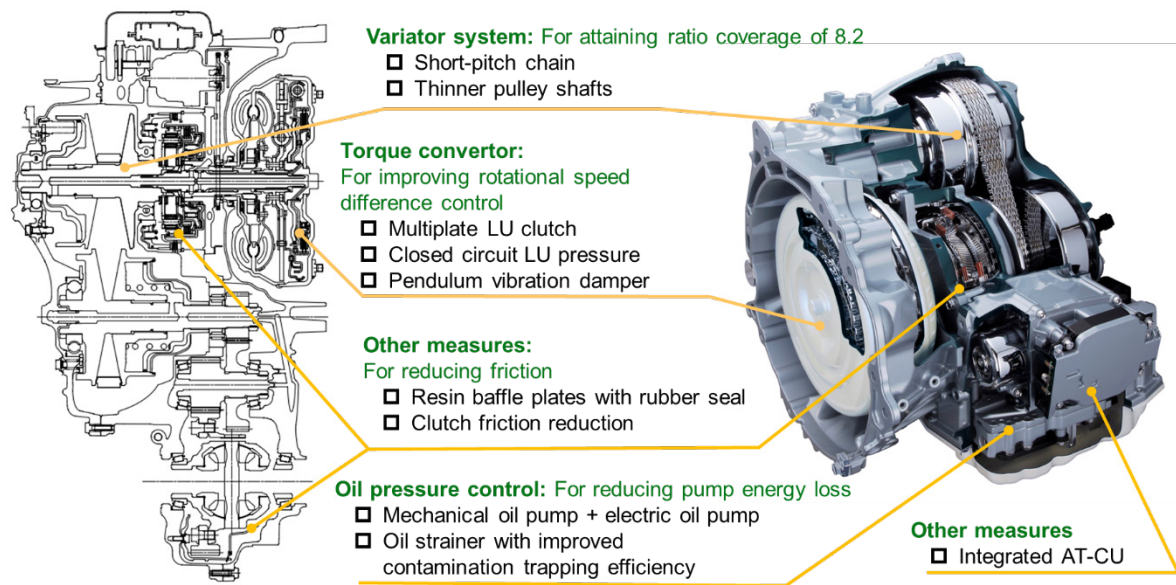 Variator system: For attaining ratio coverage of 8.2
Short-pitch chain
Thinner pulley shafts
Torque convertor:
For improving rotational speed
difference control
Multiplate LU clutch
Closed circuit LU pressure
Pendulum vibration damper
Other measures:
For reducing friction
Resin baffle plates with rubber seal
Clutch friction reduction
Oil pressure control: For reducing pump energy loss
Mechanical oil pump + electric oil pump
Oil strainer with improved
contamination trapping efficiency
Other measures
Integrated AT-CU